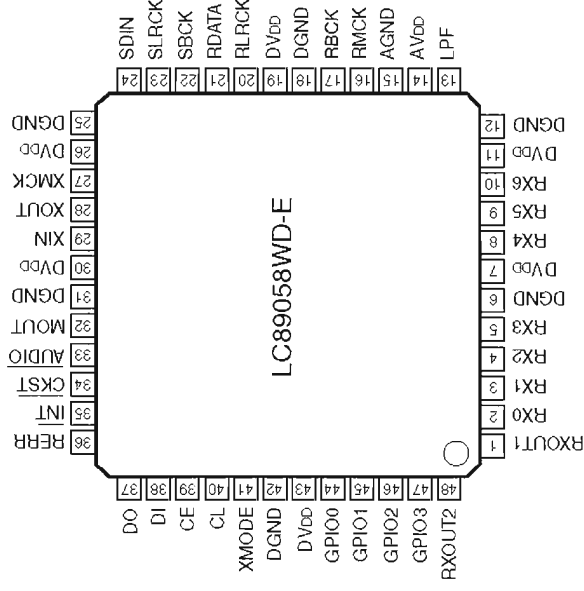 SDIN 24
SLRCK 23
SBCK 22
RDATA 21
RLRCK 20
DVDD 19
DGND 18
RBCK 17
RMCK 16
AGND 15
AVDD 14
LPF 13
DGND 25
DVDD 26
XMCK 27
XOUT 28
XIN 29
DVDD 30
DGND 31
MOUT 32
AUDIO 33
CKST 34
INT 35
RERR 36
LC89058WD-E
12 DGND
11 DVDD
10 RX6
9 RX5
8 RX4
7 DVDD
6 DGND
5 RX3
4 RX2
3 RX1
2 RX0
1 RXOUT1
37 DO
38 DI
39 CE
40 CL
41 XMODE
42 DGND
43 DVDD
44 GPIO0
45 GPIO1
46 GPIO2
47 GPIO3
48 RXOUT2